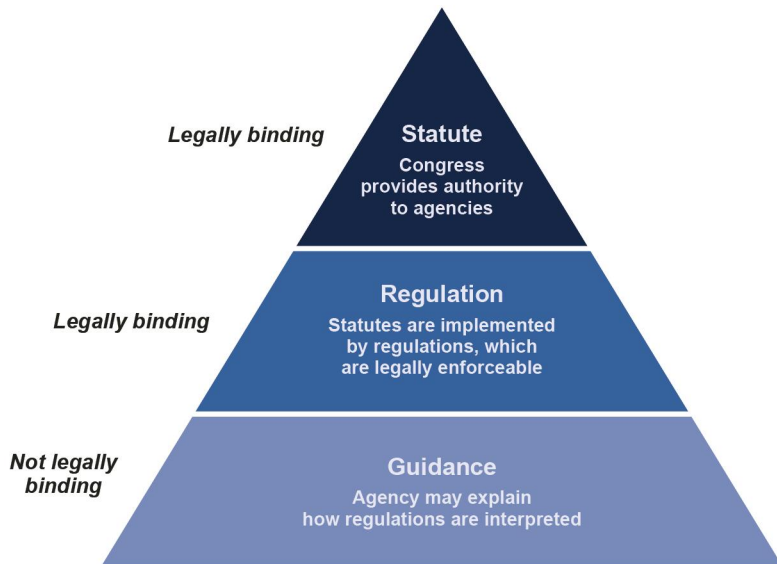 Legally binding
Statute
Congress
provides authority
to agencies
Legally binding
Regulation
Statutes are implemented
by regulations, which
are legally enforceable
Not legally
binding
Guidance
Agency may explain
how regulations are interpreted